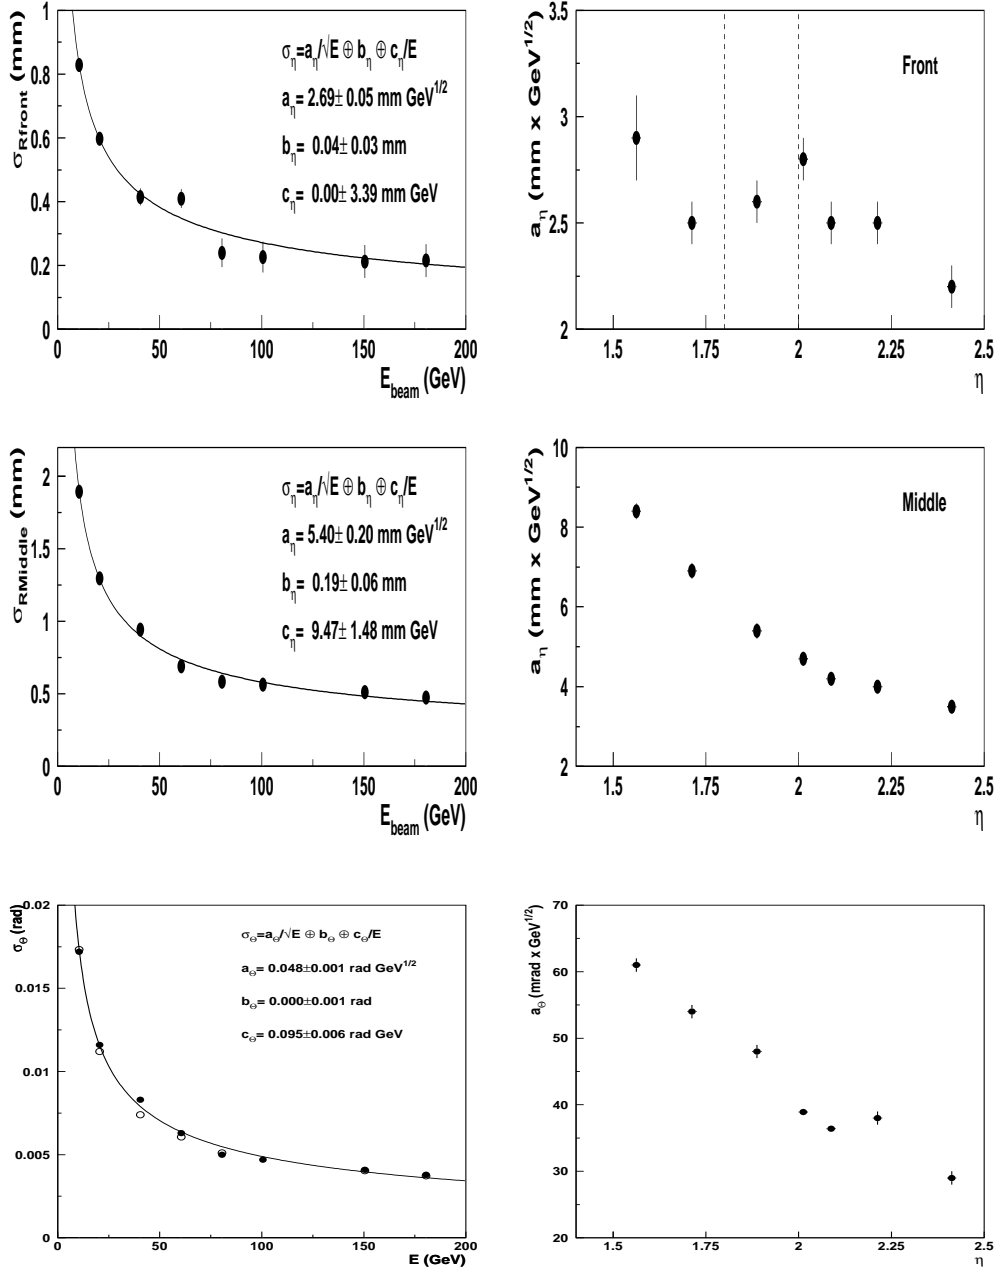 σ_Rfront (mm)
1
0.8
0.6
0.4
0.2
0
0 50 100 150 200
E_beam (GeV)
σ_η=a_η/√E ⊕ b_η ⊕ c_η/E
a_η= 2.69± 0.05 mm GeV^1/2
b_η= 0.04± 0.03 mm
c_η= 0.00± 3.39 mm GeV
a_η (mm x GeV^1/2)
3.5
3
2.5
2
1.5 1.75 2 2.25 2.5
η
Front
σ_RMiddle (mm)
2
1.5
1
0.5
0
0 50 100 150 200
E_beam (GeV)
σ_η=a_η/√E ⊕ b_η ⊕ c_η/E
a_η= 5.40± 0.20 mm GeV^1/2
b_η= 0.19± 0.06 mm
c_η= 9.47± 1.48 mm GeV
a_η (mm x GeV^1/2)
10
8
6
4
2
1.5 1.75 2 2.25 2.5
η
Middle
σ_Θ (rad)
0.02
0.015
0.01
0.005
0
0 50 100 150 200
E (GeV)
σ_Θ=a_Θ/√E ⊕ b_Θ ⊕ c_Θ/E
a_Θ= 0.048±0.001 rad GeV^1/2
b_Θ= 0.000±0.001 rad
c_Θ= 0.095±0.006 rad GeV
a_Θ (mrad x GeV^1/2)
70
60
50
40
30
20
1.5 1.75 2 2.25 2.5
η